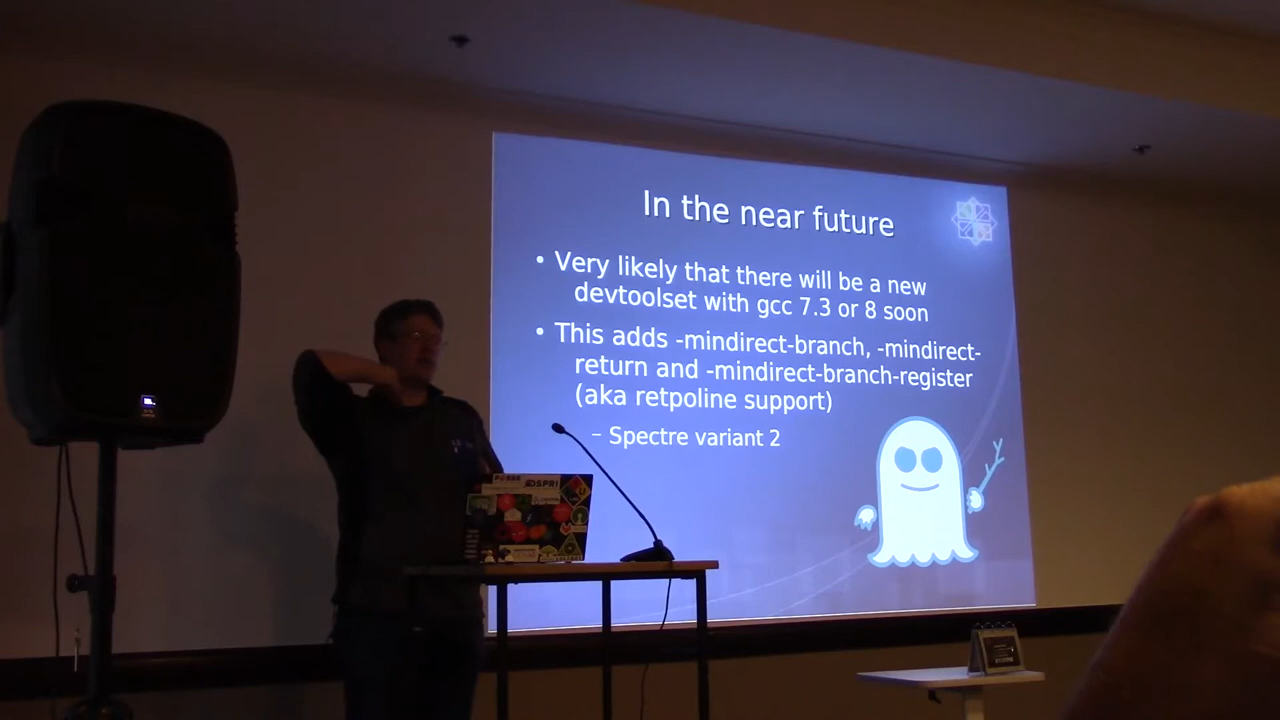 In the near future
• Very likely that there will be a new
devtoolset with gcc 7.3 or 8 soon
• This adds -mindirect-branch, -mindirect-
return and -mindirect-branch-register
(aka retpoline support)
– Spectre variant 2
DSPRI